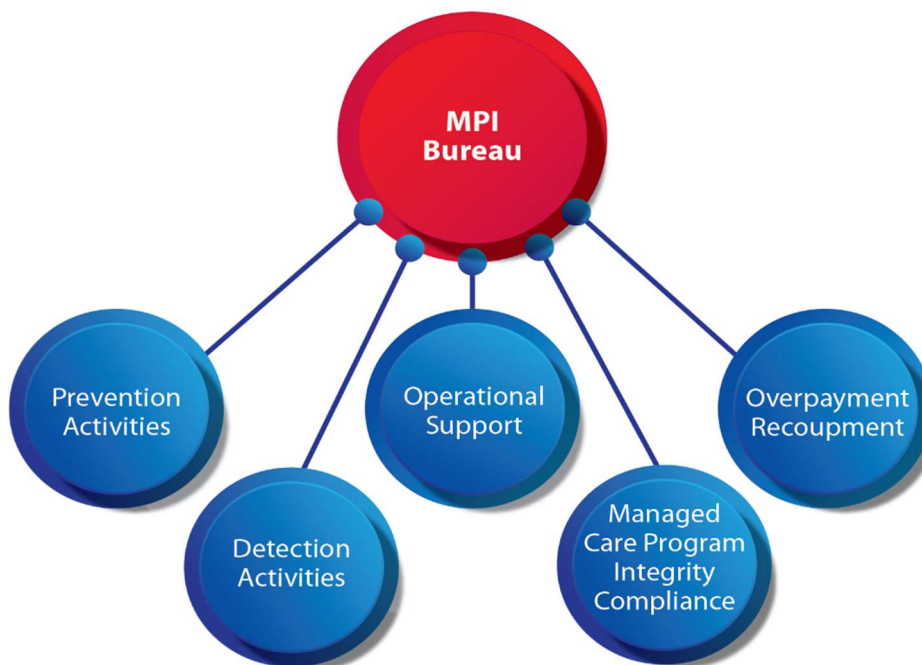 MPI
Bureau
Prevention
Activities
Detection
Activities
Operational
Support
Managed
Care Program
Integrity
Compliance
Overpayment
Recoupment